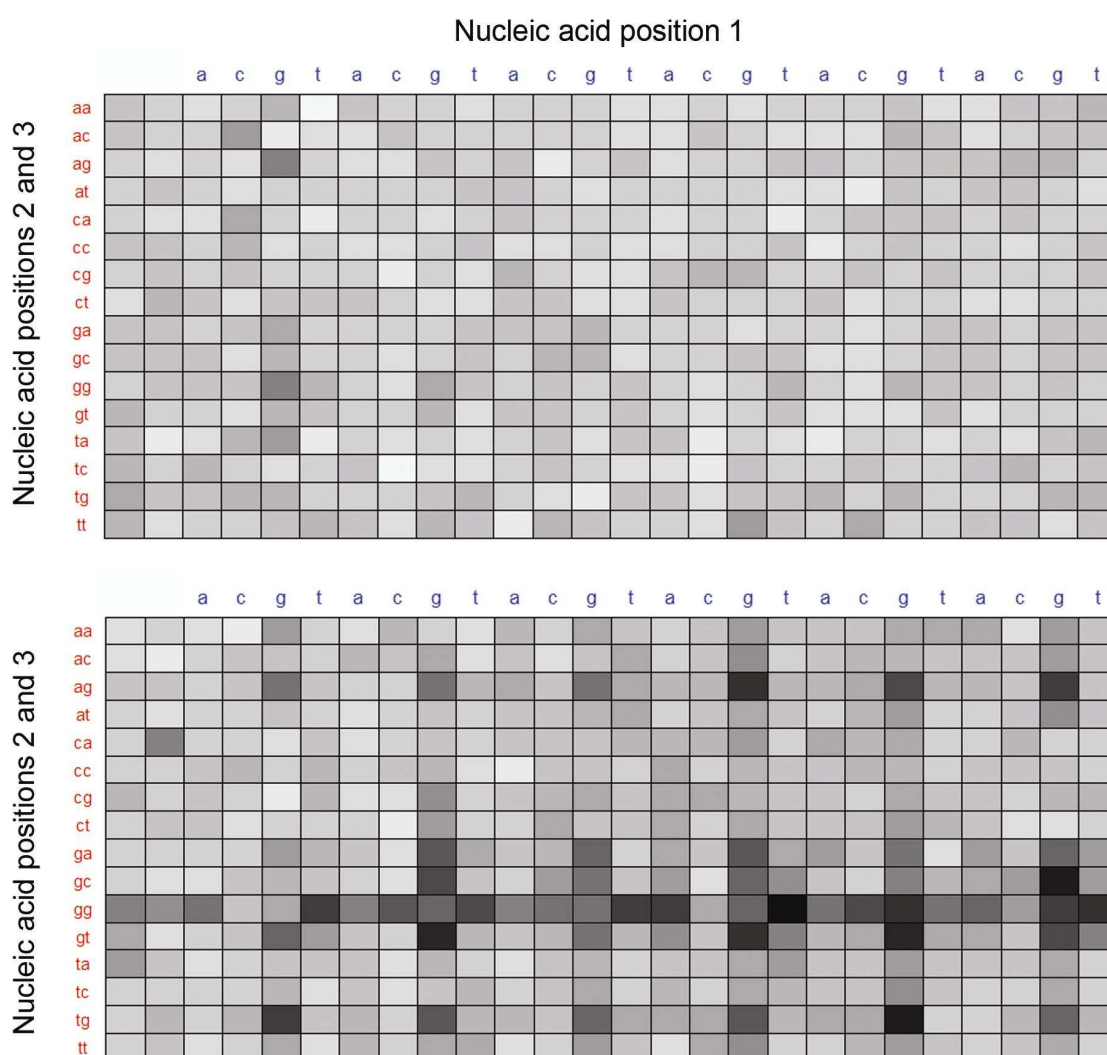 Nucleic acid position 1
a c g t a c g t a c g t a c g t a c g t a c g t
Nucleic acid positions 2 and 3
aa
ac
ag
at
ca
cc
cg
ct
ga
gc
gg
gt
ta
tc
tg
tt
a c g t a c g t a c g t a c g t a c g t a c g t
Nucleic acid positions 2 and 3
aa
ac
ag
at
ca
cc
cg
ct
ga
gc
gg
gt
ta
tc
tg
tt